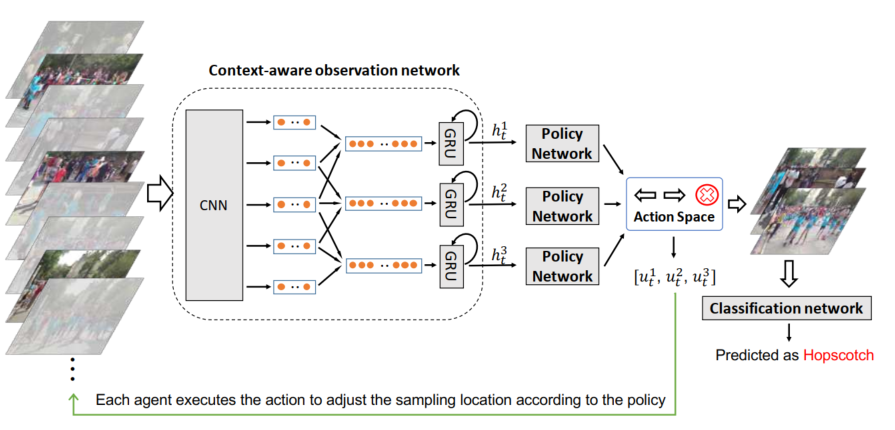 Context-aware observation network
CNN
GRU
h_t^1
Policy
Network
GRU
h_t^2
Policy
Network
Action Space
GRU
h_t^3
Policy
Network
[u_t^1, u_t^2, u_t^3]
Classification network
Predicted as Hopscotch
Each agent executes the action to adjust the sampling location according to the policy